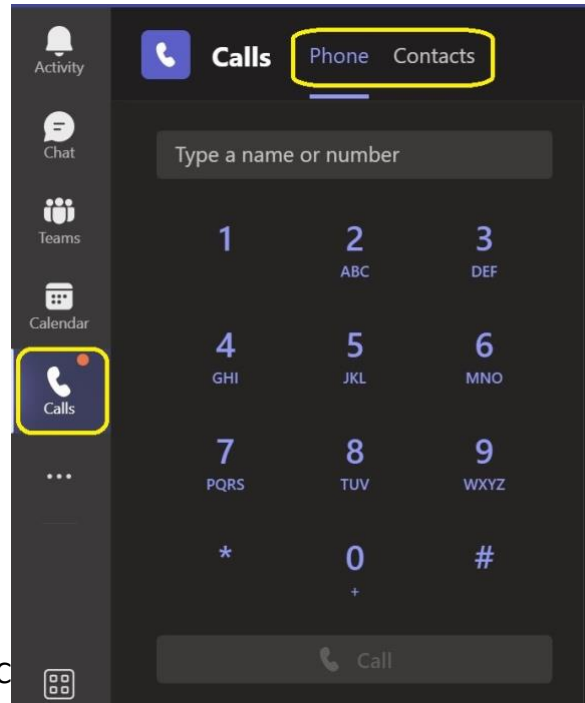 Activity
Chat
Teams
Calendar
Calls
...
Calls Phone Contacts
Type a name or number
1 2 3
ABC DEF
4 5 6
GHI JKL MNO
7 8 9
PQRS TUV WXYZ
* 0 #
+
Call
C